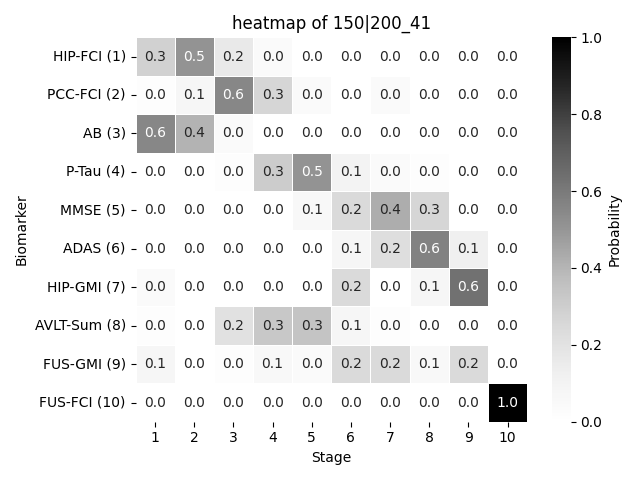 heatmap of 150|200_41
HIP-FCI (1) 0.3 0.5 0.2 0.0 0.0 0.0 0.0 0.0 0.0 0.0
PCC-FCI (2) 0.0 0.1 0.6 0.3 0.0 0.0 0.0 0.0 0.0 0.0
AB (3) 0.6 0.4 0.0 0.0 0.0 0.0 0.0 0.0 0.0 0.0
P-Tau (4) 0.0 0.0 0.0 0.3 0.5 0.1 0.0 0.0 0.0 0.0
MMSE (5) 0.0 0.0 0.0 0.0 0.1 0.2 0.4 0.3 0.0 0.0
ADAS (6) 0.0 0.0 0.0 0.0 0.0 0.1 0.2 0.6 0.1 0.0
HIP-GMI (7) 0.0 0.0 0.0 0.0 0.0 0.2 0.0 0.1 0.6 0.0
AVLT-Sum (8) 0.0 0.0 0.2 0.3 0.3 0.1 0.0 0.0 0.0 0.0
FUS-GMI (9) 0.1 0.0 0.0 0.1 0.0 0.2 0.2 0.1 0.2 0.0
FUS-FCI (10) 0.0 0.0 0.0 0.0 0.0 0.0 0.0 0.0 0.0 1.0
1 2 3 4 5 6 7 8 9 10
Stage
Biomarker
1.0
0.8
0.6
0.4
0.2
0.0
Probability